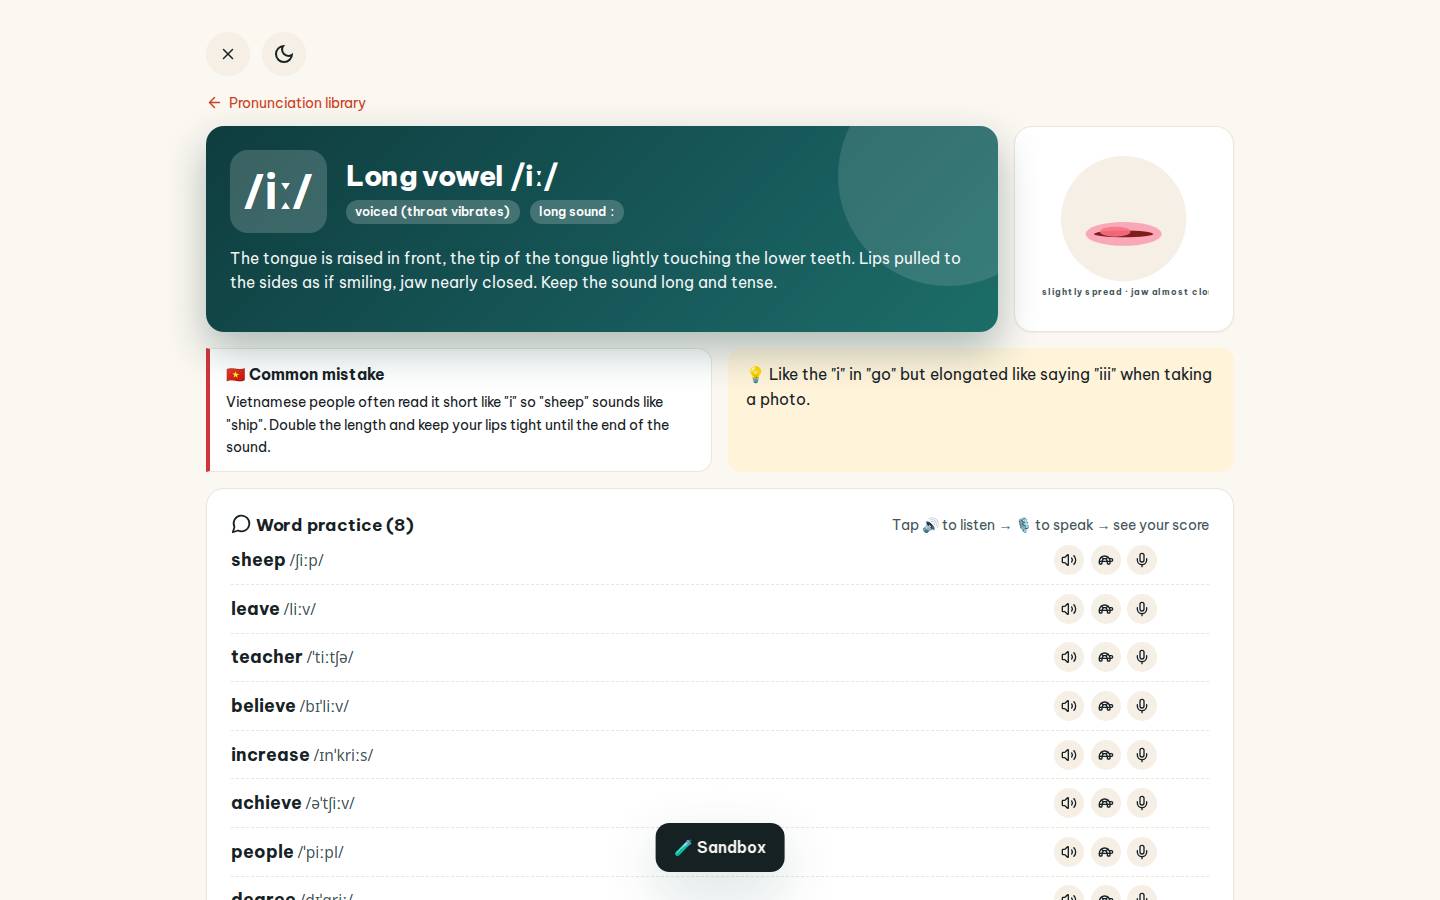 Pronunciation library
/iː/
Long vowel /iː/
voiced (throat vibrates)
long sound :
The tongue is raised in front, the tip of the tongue lightly touching the lower teeth. Lips pulled to
the sides as if smiling, jaw nearly closed. Keep the sound long and tense.
slightly spread · jaw almost clo
🇻🇳 Common mistake
Vietnamese people often read it short like "i" so "sheep" sounds like
"ship". Double the length and keep your lips tight until the end of the
sound.
💡 Like the "i" in "go" but elongated like saying "iii" when taking
a photo.
Word practice (8)
Tap 🔊 to listen → 🎙️ to speak → see your score
sheep /ʃiːp/
leave /liːv/
teacher /ˈtiːtʃə/
believe /bɪˈliːv/
increase /ɪnˈkriːs/
achieve /əˈtʃiːv/
people /ˈpiːpl/
🧪 Sandbox
degree /dɪˈɡriː/